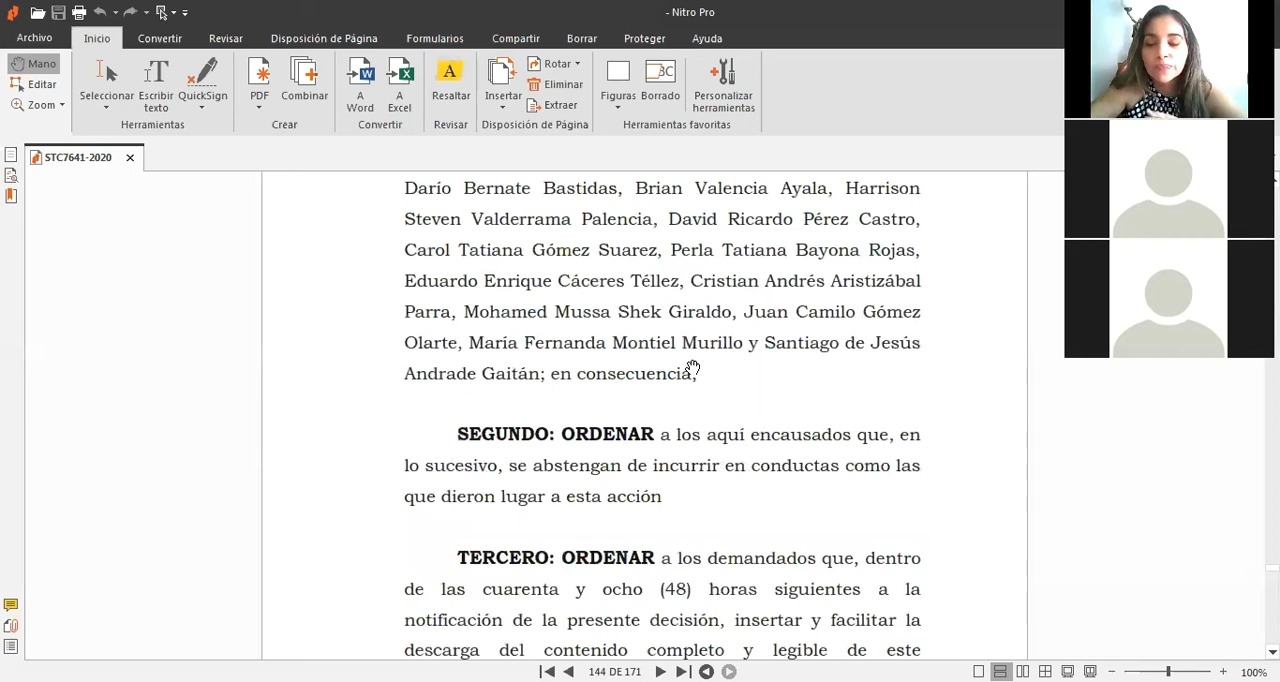 - Nitro Pro
Archivo Inicio Convertir Revisar Disposición de Página Formularios Compartir Borrar Proteger Ayuda
Mano
Editar
Zoom
Seleccionar
Escribir texto
QuickSign
Herramientas
PDF
Combinar
Crear
A Word
A Excel
Convertir
Resaltar
Revisar
Insertar
Rotar
Eliminar
Extraer
Disposición de Página
Figuras
Borrado
Personalizar herramientas
Herramientas favoritas
STC7641-2020
Darío Bernate Bastidas, Brian Valencia Ayala, Harrison
Steven Valderrama Palencia, David Ricardo Pérez Castro,
Carol Tatiana Gómez Suarez, Perla Tatiana Bayona Rojas,
Eduardo Enrique Cáceres Téllez, Cristian Andrés Aristizábal
Parra, Mohamed Mussa Shek Giraldo, Juan Camilo Gómez
Olarte, María Fernanda Montiel Murillo y Santiago de Jesús
Andrade Gaitán; en consecuencia,
SEGUNDO: ORDENAR a los aquí encausados que, en
lo sucesivo, se abstengan de incurrir en conductas como las
que dieron lugar a esta acción
TERCERO: ORDENAR a los demandados que, dentro
de las cuarenta y ocho (48) horas siguientes a la
notificación de la presente decisión, insertar y facilitar la
descarga del contenido completo y legible de este
144 DE 171
100%